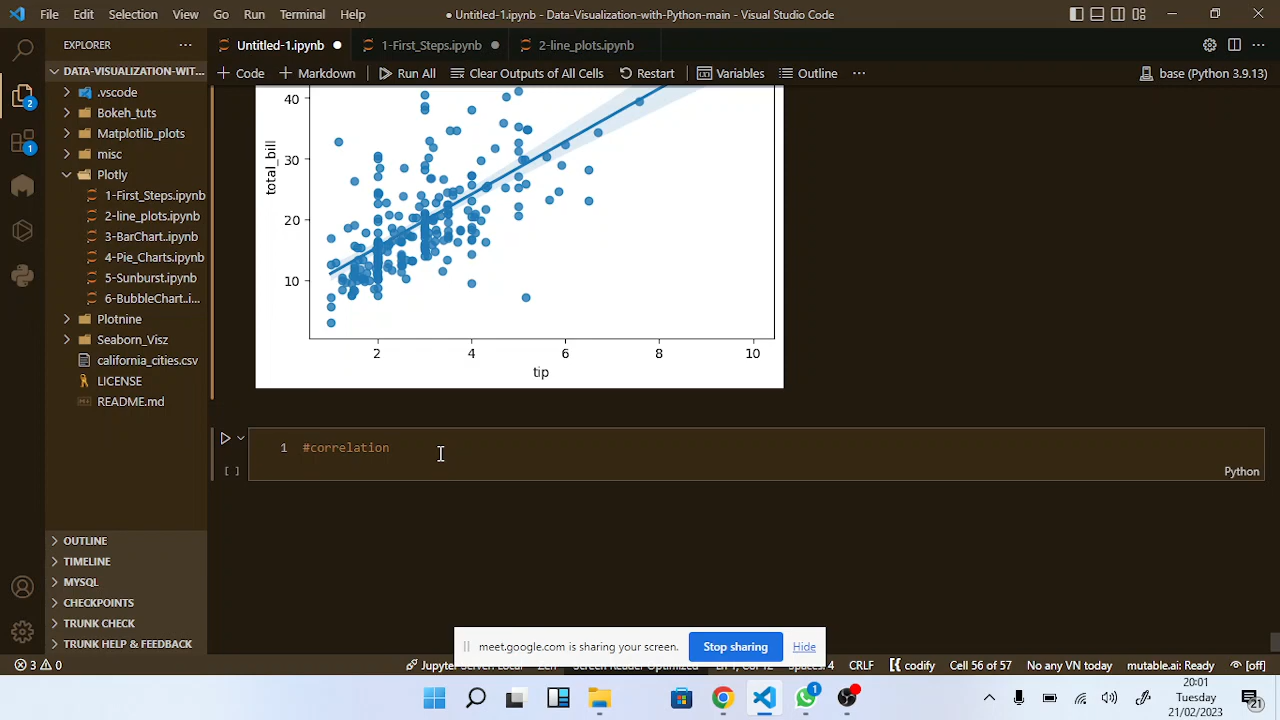 File Edit Selection View Go Run Terminal Help
● Untitled-1.ipynb - Data-Visualization-with-Python-main - Visual Studio Code
EXPLORER
Untitled-1.ipynb
1-First_Steps.ipynb
2-line_plots.ipynb
DATA-VISUALIZATION-WIT...
Code
Markdown
Run All
Clear Outputs of All Cells
Restart
Variables
Outline
base (Python 3.9.13)
.vscode
Bokeh_tuts
Matplotlib_plots
misc
Plotly
1-First_Steps.ipynb
2-line_plots.ipynb
3-BarChart..ipynb
4-Pie_Charts.ipynb
5-Sunburst.ipynb
6-BubbleChart..i...
Plotnine
Seaborn_Visz
california_cities.csv
LICENSE
README.md
2
1
40
30
20
10
total_bill
2 4 6 8 10
tip
1 #correlation
[ ]
Python
OUTLINE
TIMELINE
MYSQL
CHECKPOINTS
TRUNK CHECK
TRUNK HELP & FEEDBACK
meet.google.com is sharing your screen.
Stop sharing
Hide
3 0
CRLF
codify
Cell 56 of 57
No any VN today
mutable.ai: Ready
[off]
1
20:01
Tuesday
21/02/2023
21